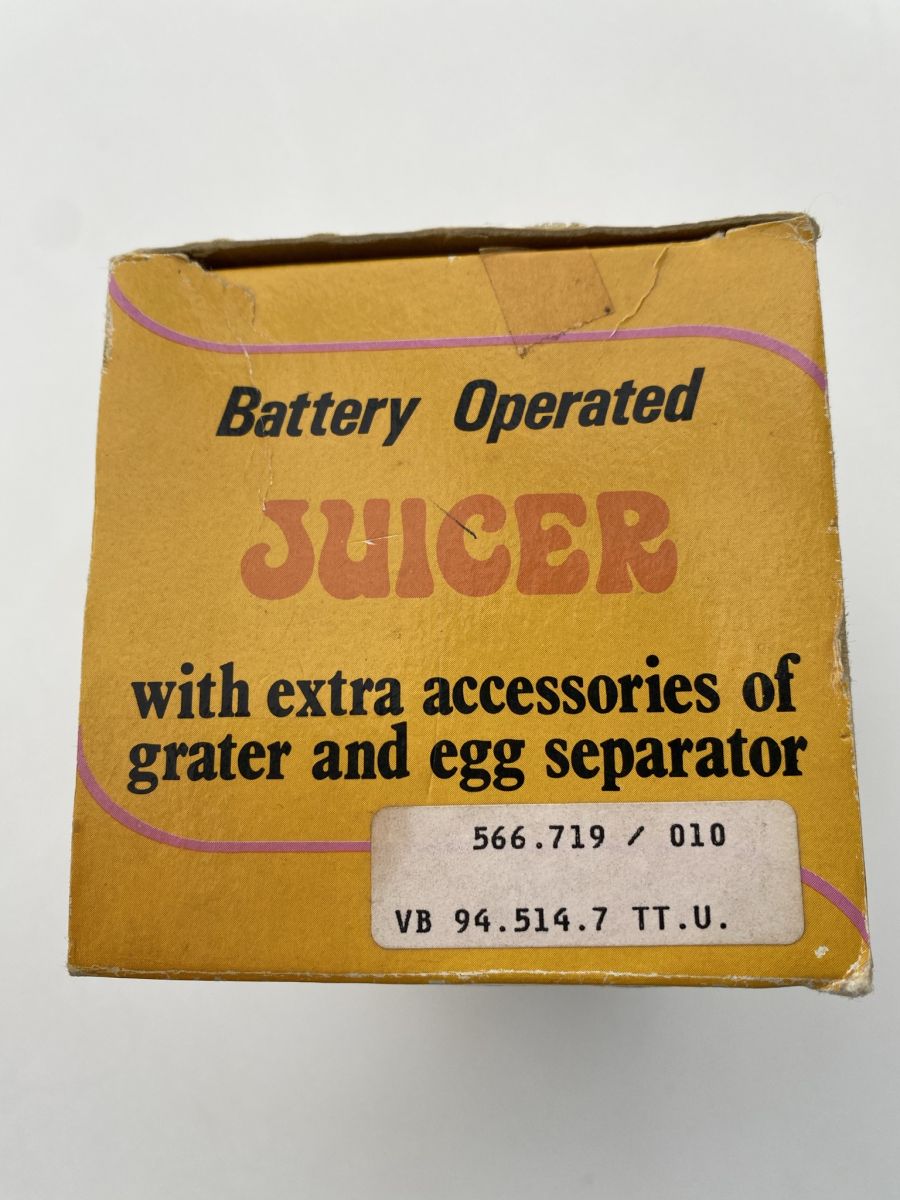 Battery Operated
JUICER
with extra accessories of
grater and egg separator
566.719 / 010
VB 94.514.7 TT.U.